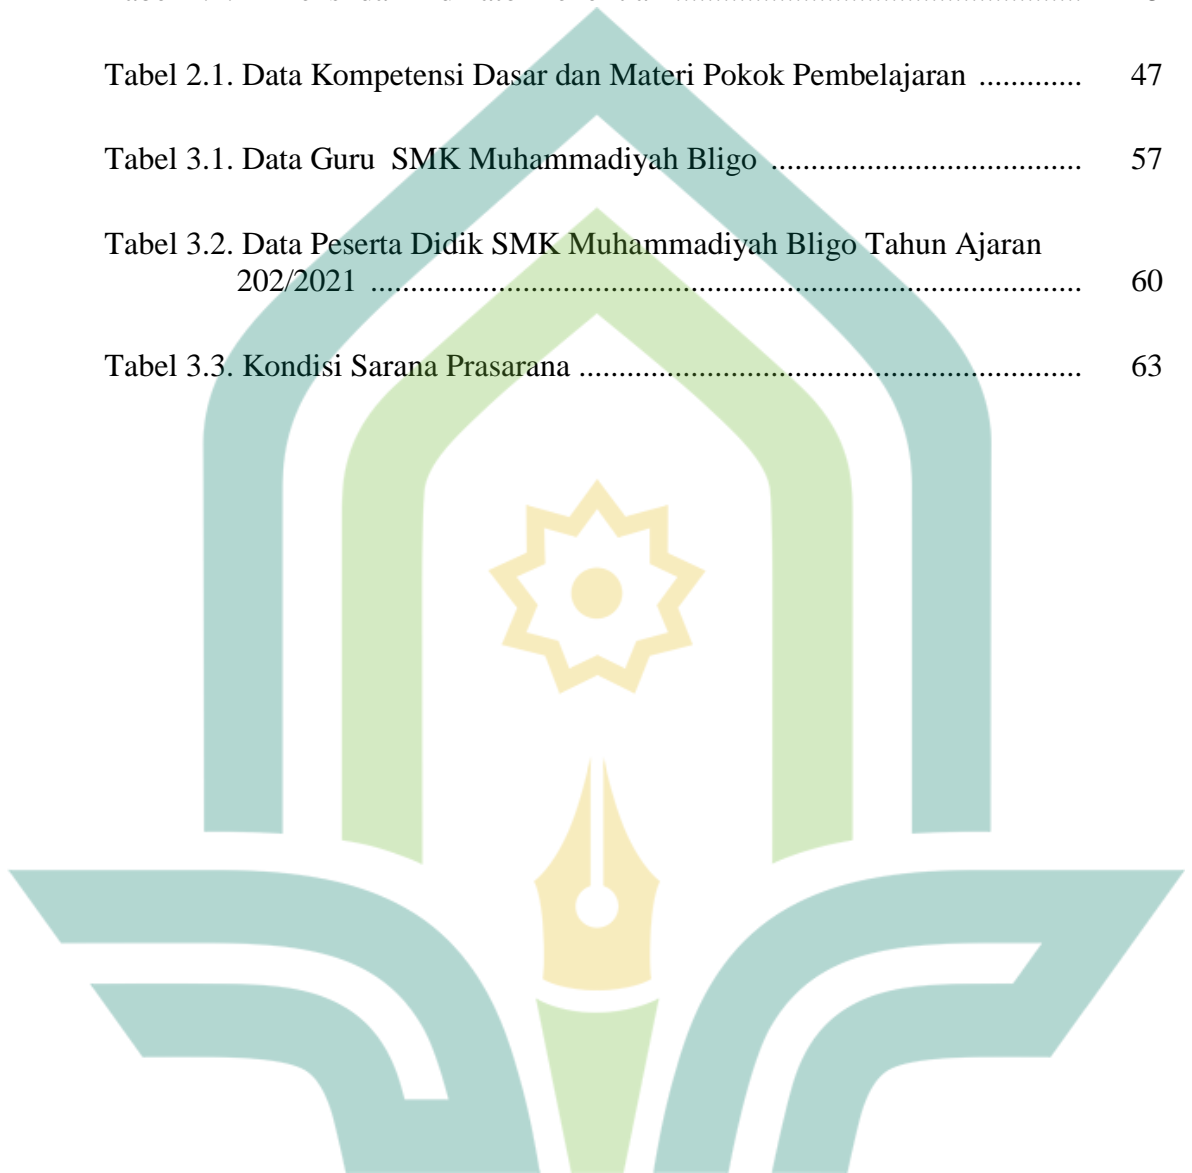 Tabel 2.1. Data Kompetensi Dasar dan Materi Pokok Pembelajaran ............. 47
Tabel 3.1. Data Guru  SMK Muhammadiyah Bligo ....................................... 57
Tabel 3.2. Data Peserta Didik SMK Muhammadiyah Bligo Tahun Ajaran
202/2021 .......................................................................................... 60
Tabel 3.3. Kondisi Sarana Prasarana ............................................................... 63